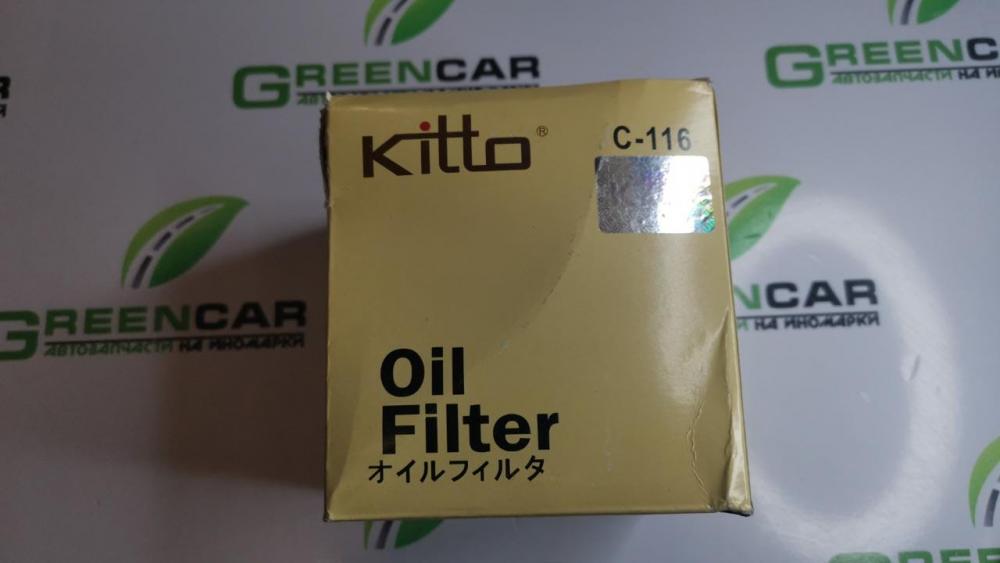 GREENCAR
АВТОЗАПЧАСТИ НА ИНОМАРКИ
GREENCAR
АВТОЗАПЧАСТИ НА ИНОМАРКИ
Kitto®
C-116
GREENCAR
АВТОЗАПЧАСТИ НА ИНОМАРКИ
CAR
НА ИНОМАРКИ
Oil
Filter
オイルフィルタ